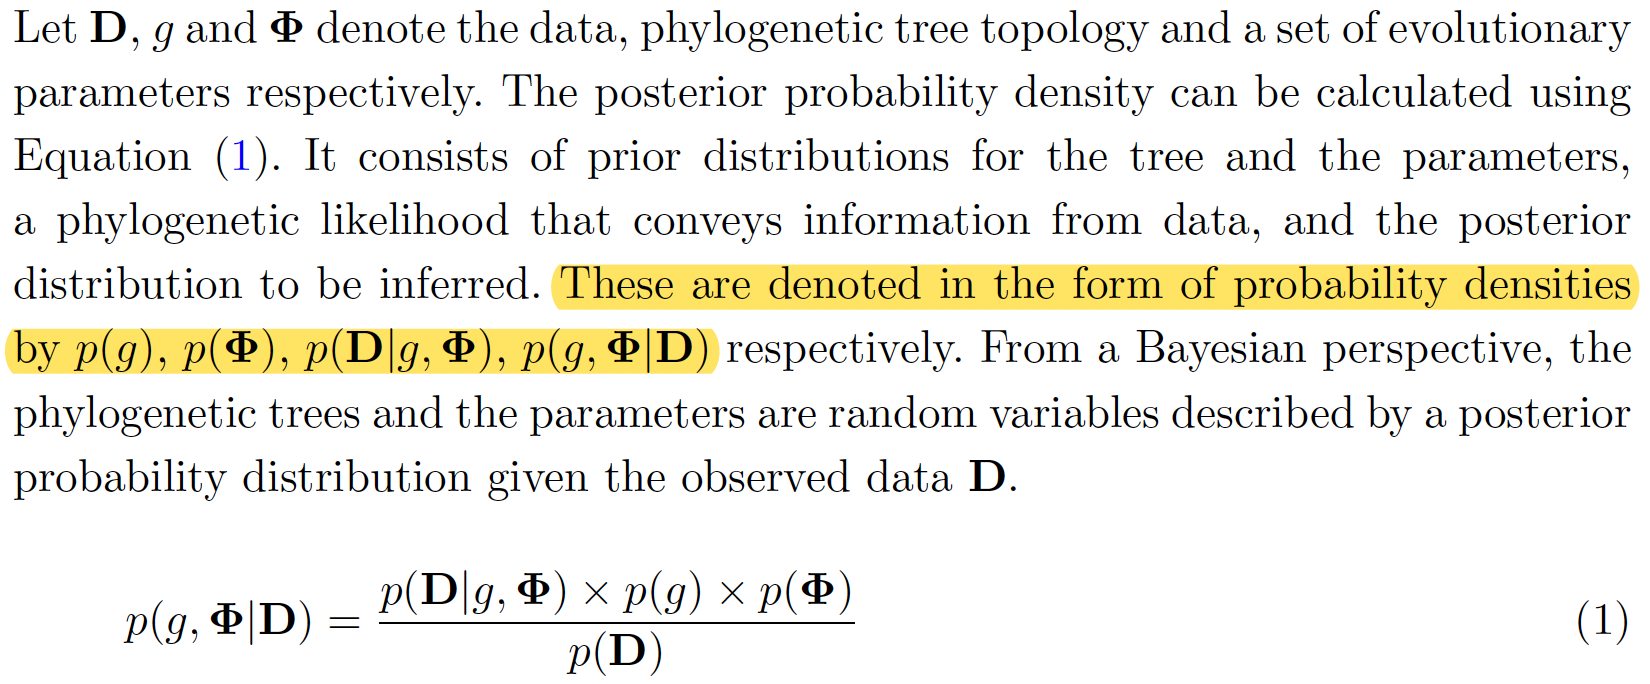 Let D, g and Φ denote the data, phylogenetic tree topology and a set of evolutionary
parameters respectively. The posterior probability density can be calculated using
Equation (1). It consists of prior distributions for the tree and the parameters,
a phylogenetic likelihood that conveys information from data, and the posterior
distribution to be inferred. These are denoted in the form of probability densities
by p(g), p(Φ), p(D|g, Φ), p(g, Φ|D) respectively. From a Bayesian perspective, the
phylogenetic trees and the parameters are random variables described by a posterior
probability distribution given the observed data D.
p(g, Φ|D) = p(D|g, Φ) × p(g) × p(Φ) / p(D) (1)